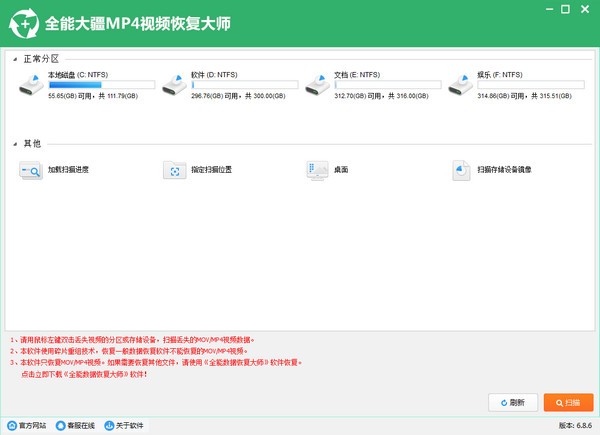 全能大疆MP4视频恢复大师
正常分区
本地磁盘 (C: NTFS)
55.65(GB) 可用，共 111.79(GB)
软件 (D: NTFS)
296.76(GB) 可用，共 300.00(GB)
文档 (E: NTFS)
312.70(GB) 可用，共 316.00(GB)
娱乐 (F: NTFS)
314.86(GB) 可用，共 315.51(GB)
其他
加载扫描进度
指定扫描位置
桌面
扫描存储设备镜像
1、请用鼠标左键双击丢失视频的分区或存储设备，扫描丢失的MOV/MP4视频数据。
2、本软件使用碎片重组技术，恢复一般数据恢复软件不能恢复的MOV/MP4视频。
3、本软件只恢复MOV/MP4视频。如果需要恢复其他文件，请使用《全能数据恢复大师》软件恢复。
点击立即下载《全能数据恢复大师》软件！
刷新
扫描
官方网站
客服在线
关于软件
版本: 6.8.6